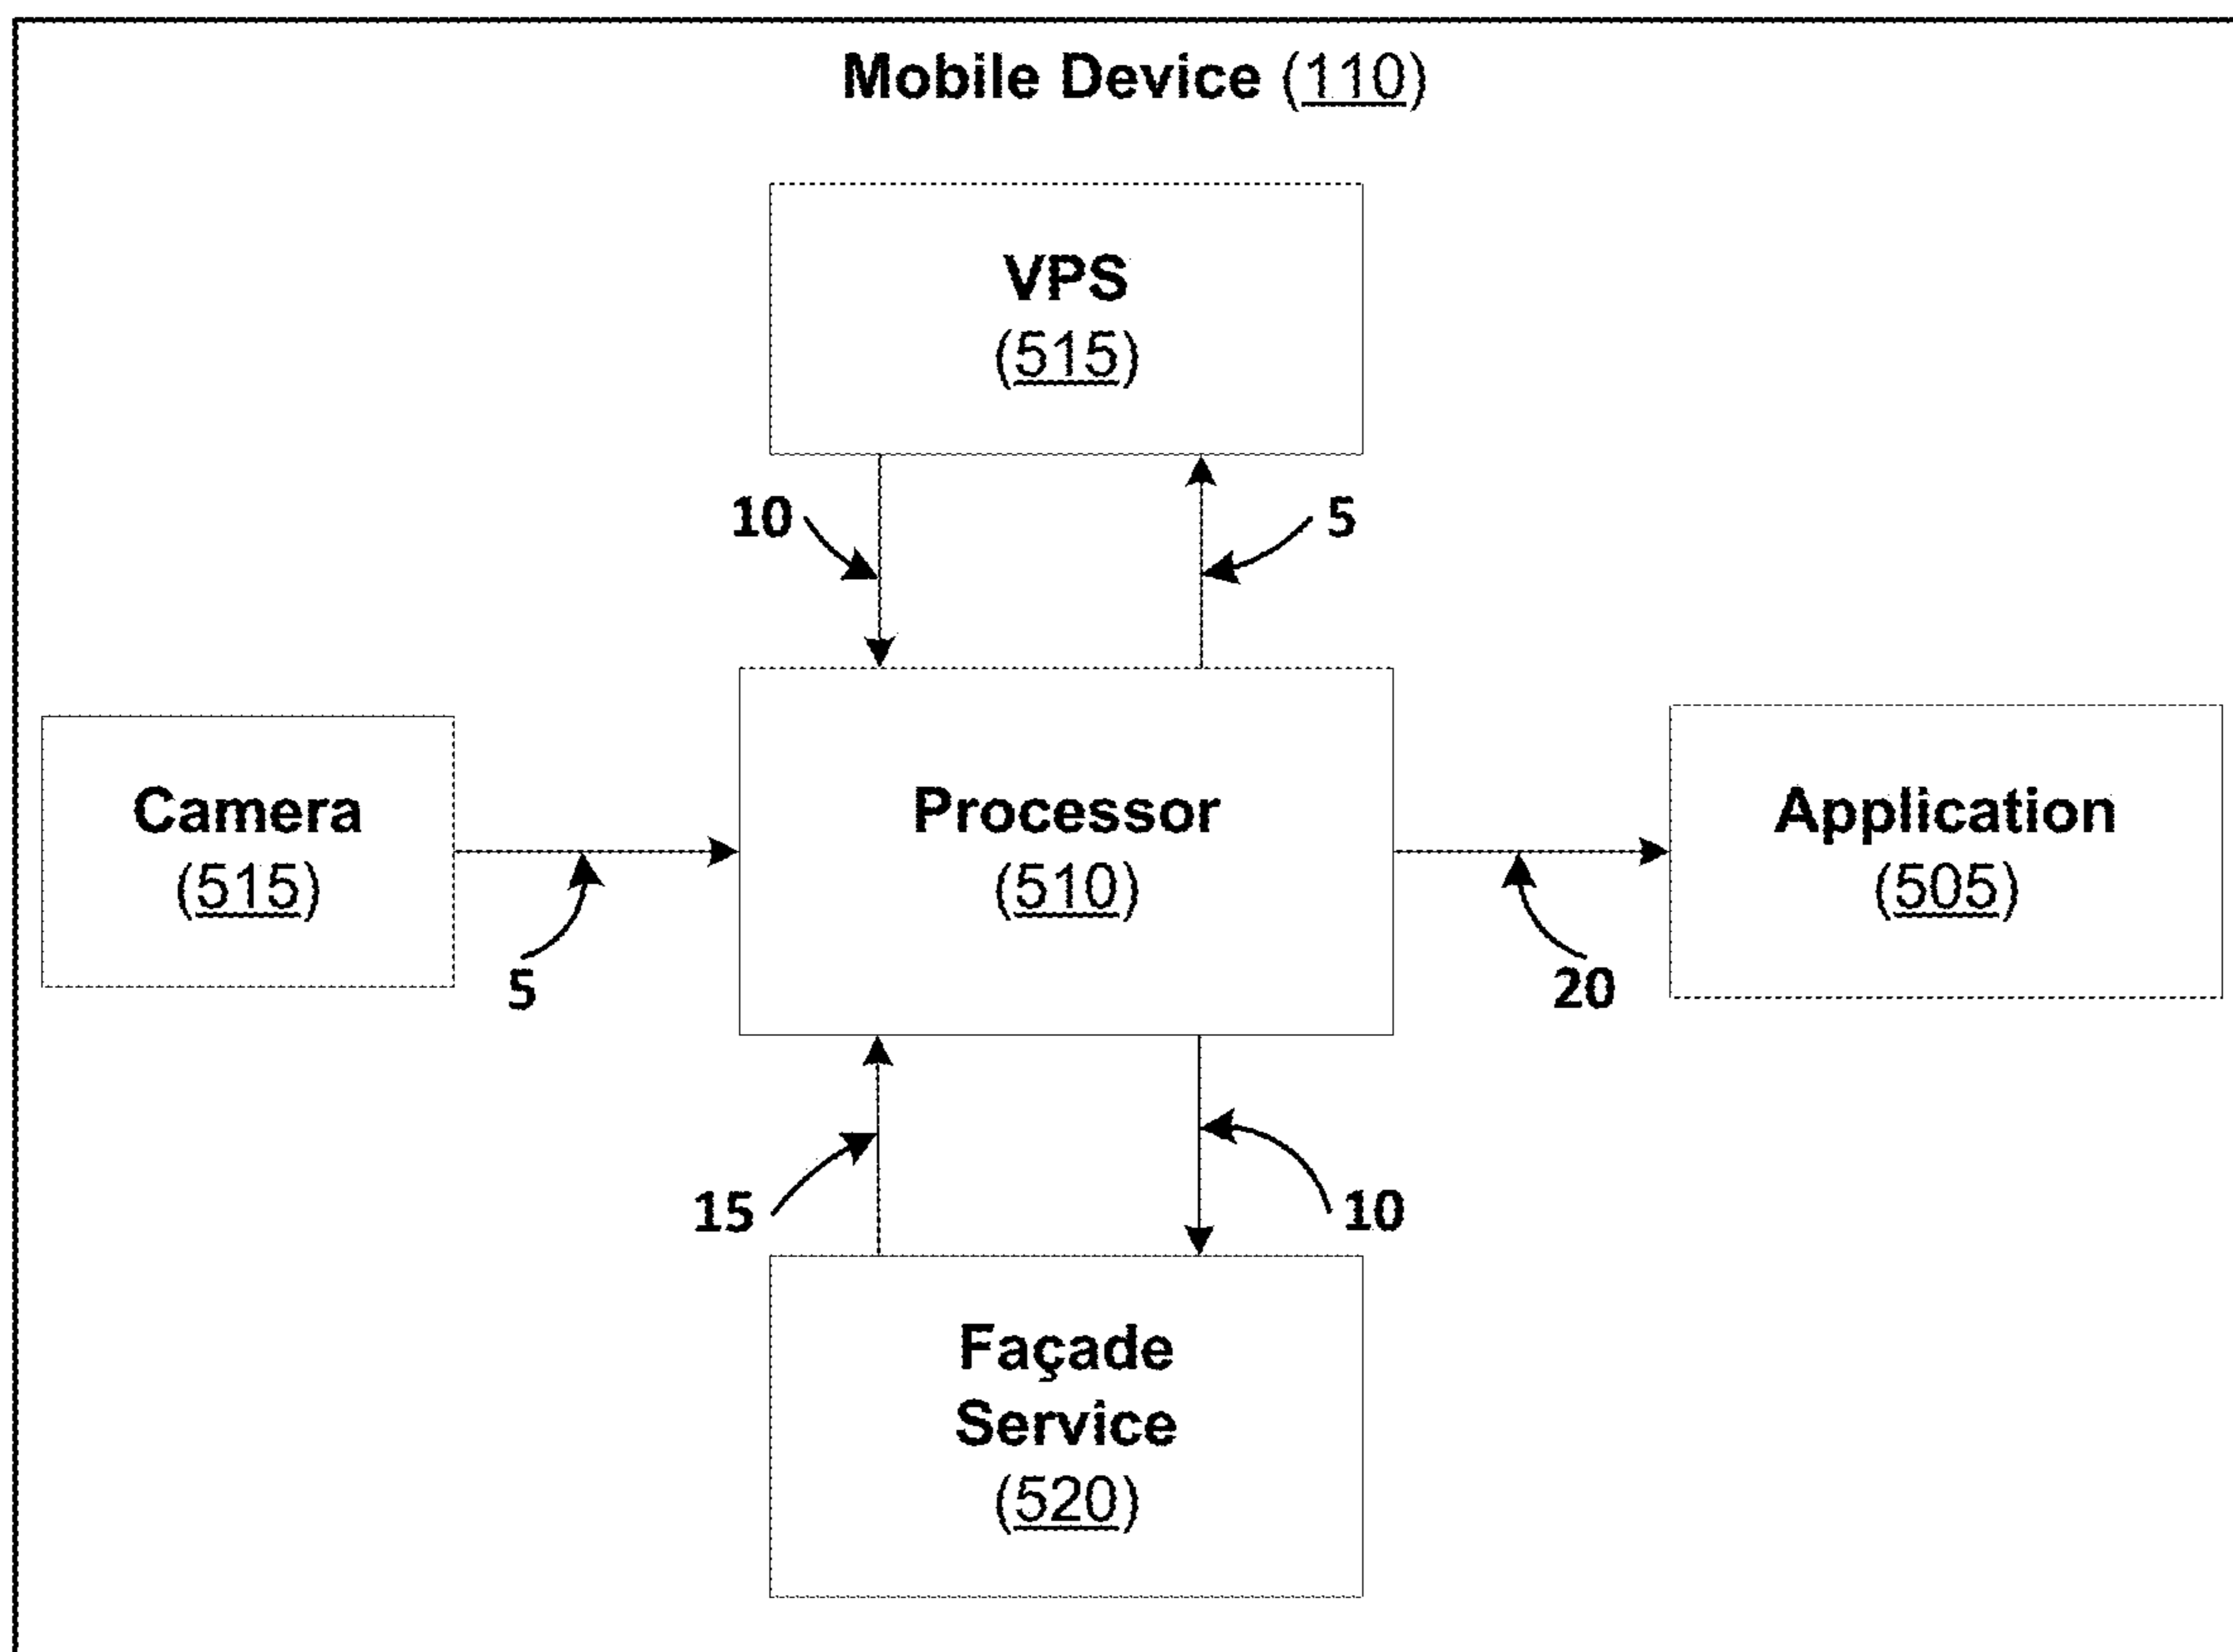 Mobile Device (110)
VPS
(515)
10
5
Camera
(515)
Processor
(510)
Application
(505)
5
20
15
10
Façade
Service
(520)